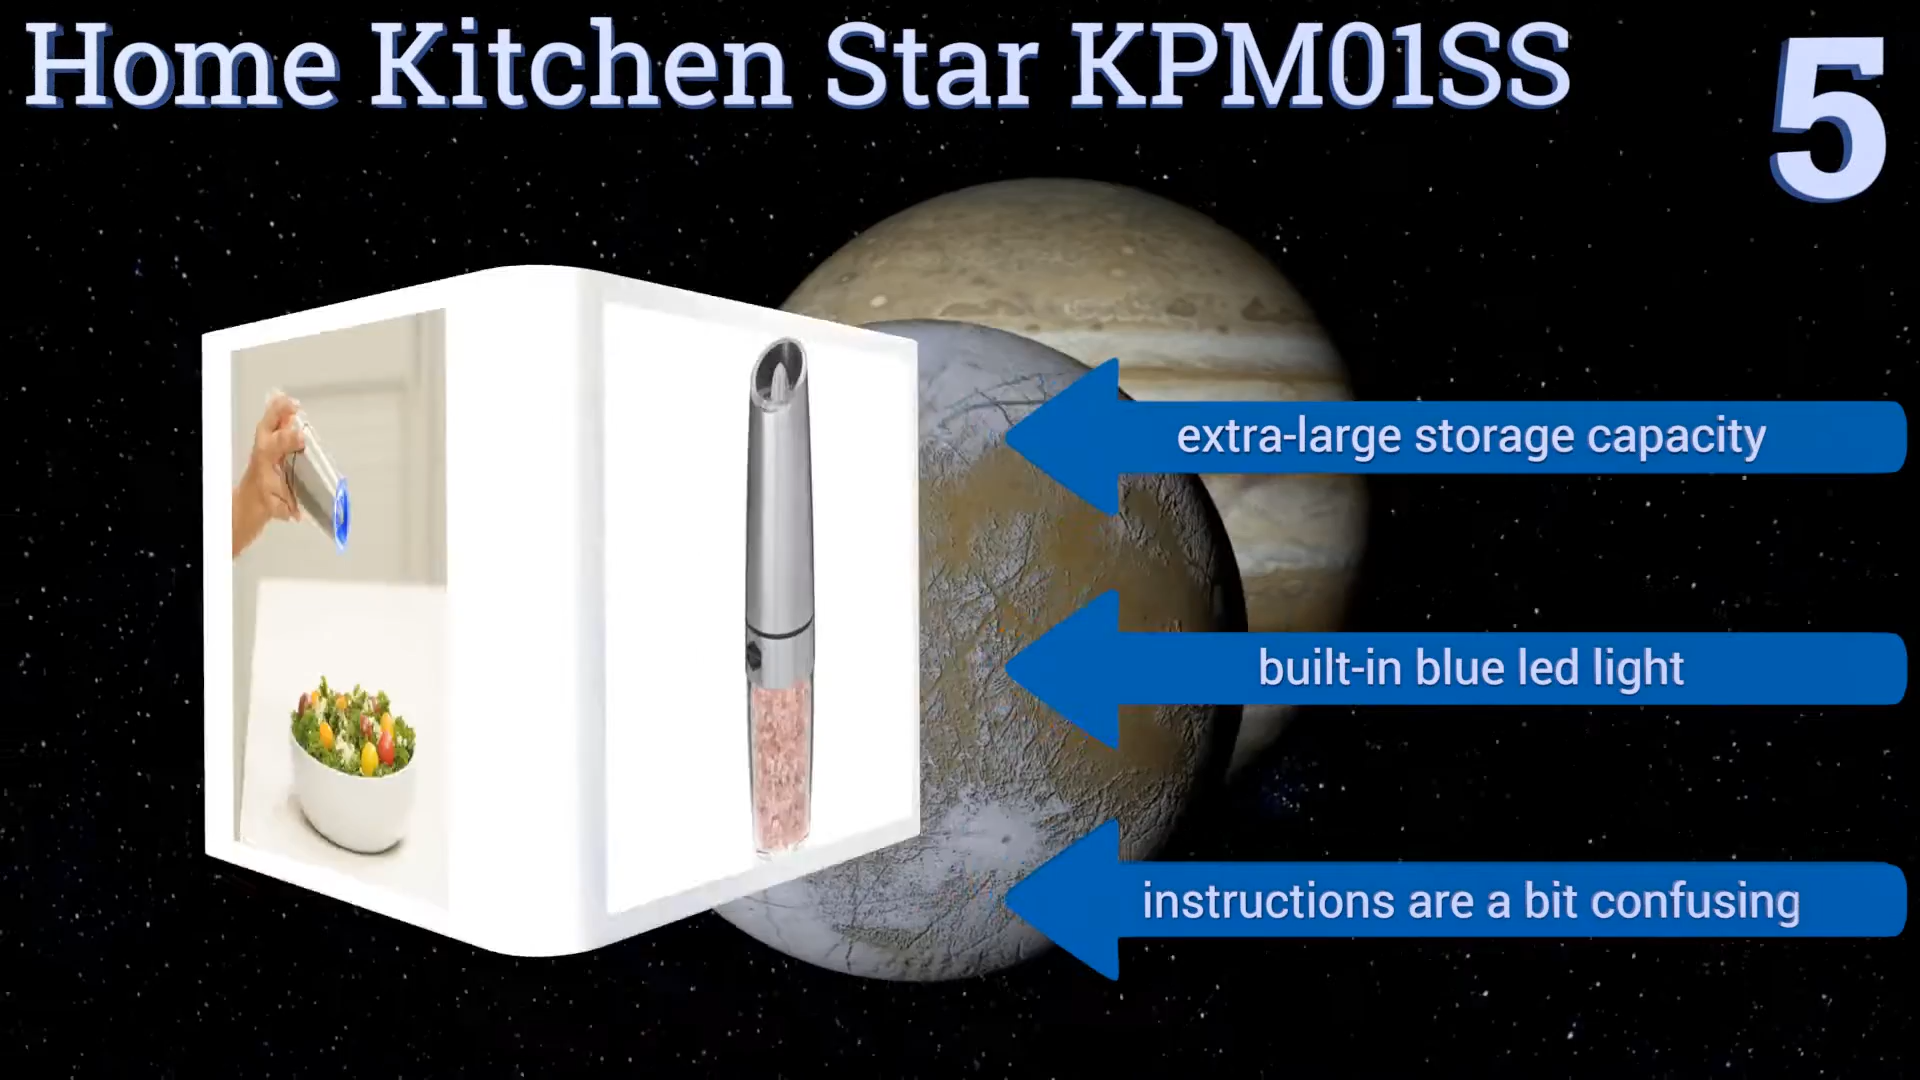 Home Kitchen Star KPM01SS
5
extra-large storage capacity
built-in blue led light
instructions are a bit confusing